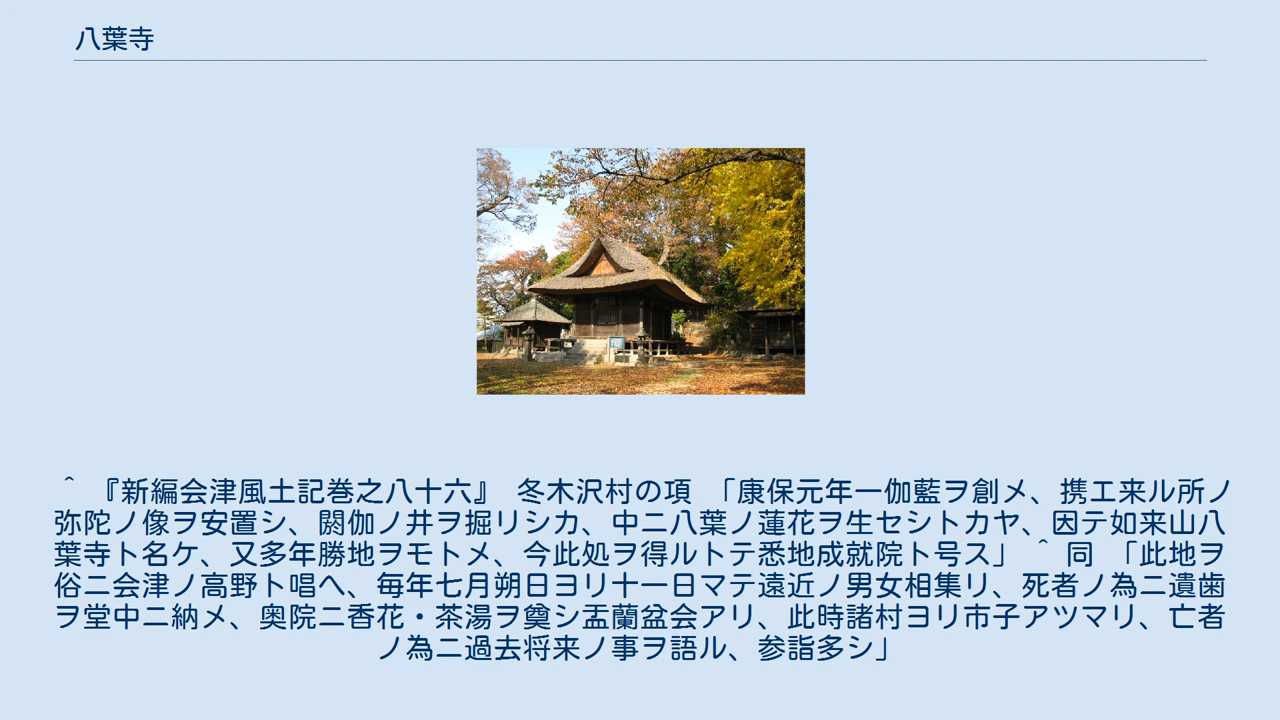 八葉寺
＾ 『新編会津風土記巻之八十六』 冬木沢村の項 「康保元年一伽藍ヲ創メ、携エ来ル所ノ
弥陀ノ像ヲ安置シ、閼伽ノ井ヲ掘リシカ、中ニ八葉ノ蓮花ヲ生セシトカヤ、因テ如来山八
葉寺ト名ケ、又多年勝地ヲモトメ、今此処ヲ得ルトテ悉地成就院ト号ス」 ＾ 同 「此地ヲ
俗ニ会津ノ高野ト唱ヘ、毎年七月朔日ヨリ十一日マテ遠近ノ男女相集リ、死者ノ為ニ遺歯
ヲ堂中ニ納メ、奥院ニ香花・茶湯ヲ奠シ盂蘭盆会アリ、此時諸村ヨリ市子アツマリ、亡者
ノ為ニ過去将来ノ事ヲ語ル、参詣多シ」